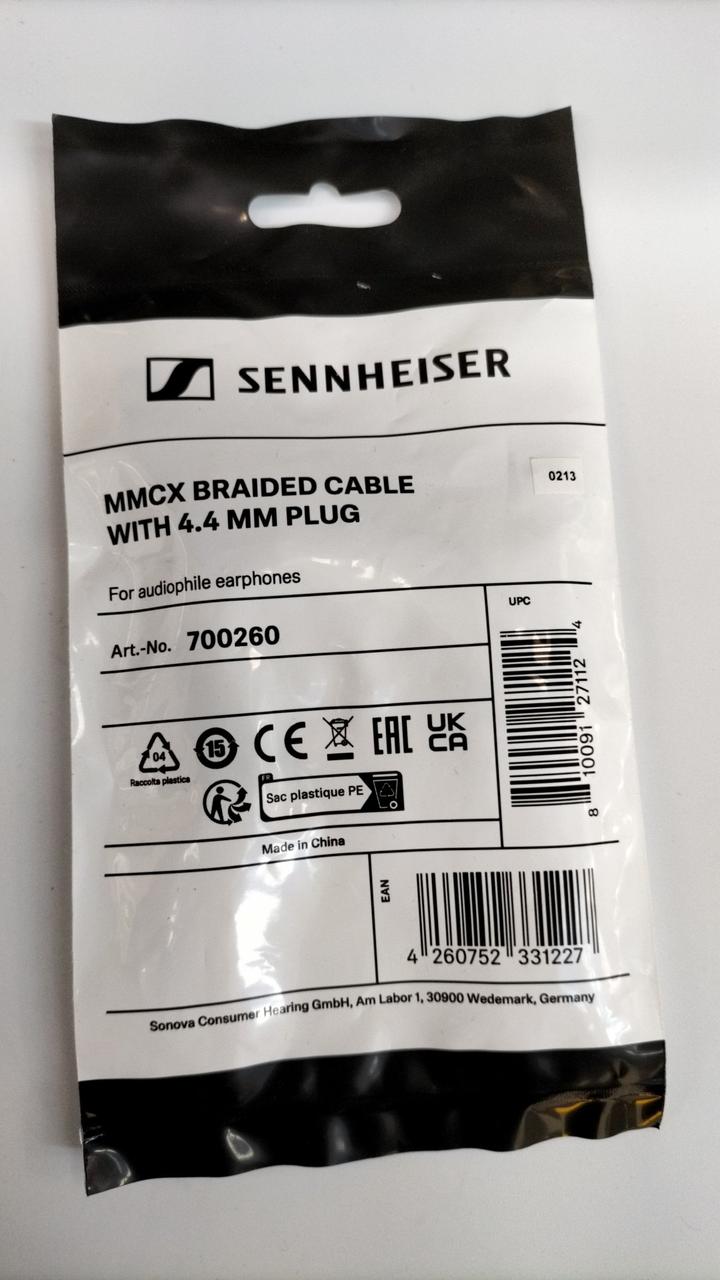 SENNHEISER
MMCX BRAIDED CABLE
WITH 4.4 MM PLUG
0213
For audiophile earphones
Art.-No. 700260
UPC
8 10091 27112 4
04
Raccolta plastica
15
CE
EAC
UK
CA
FR
Sac plastique PE
Made in China
EAN
4 260752 331227
Sonova Consumer Hearing GmbH, Am Labor 1, 30900 Wedemark, Germany